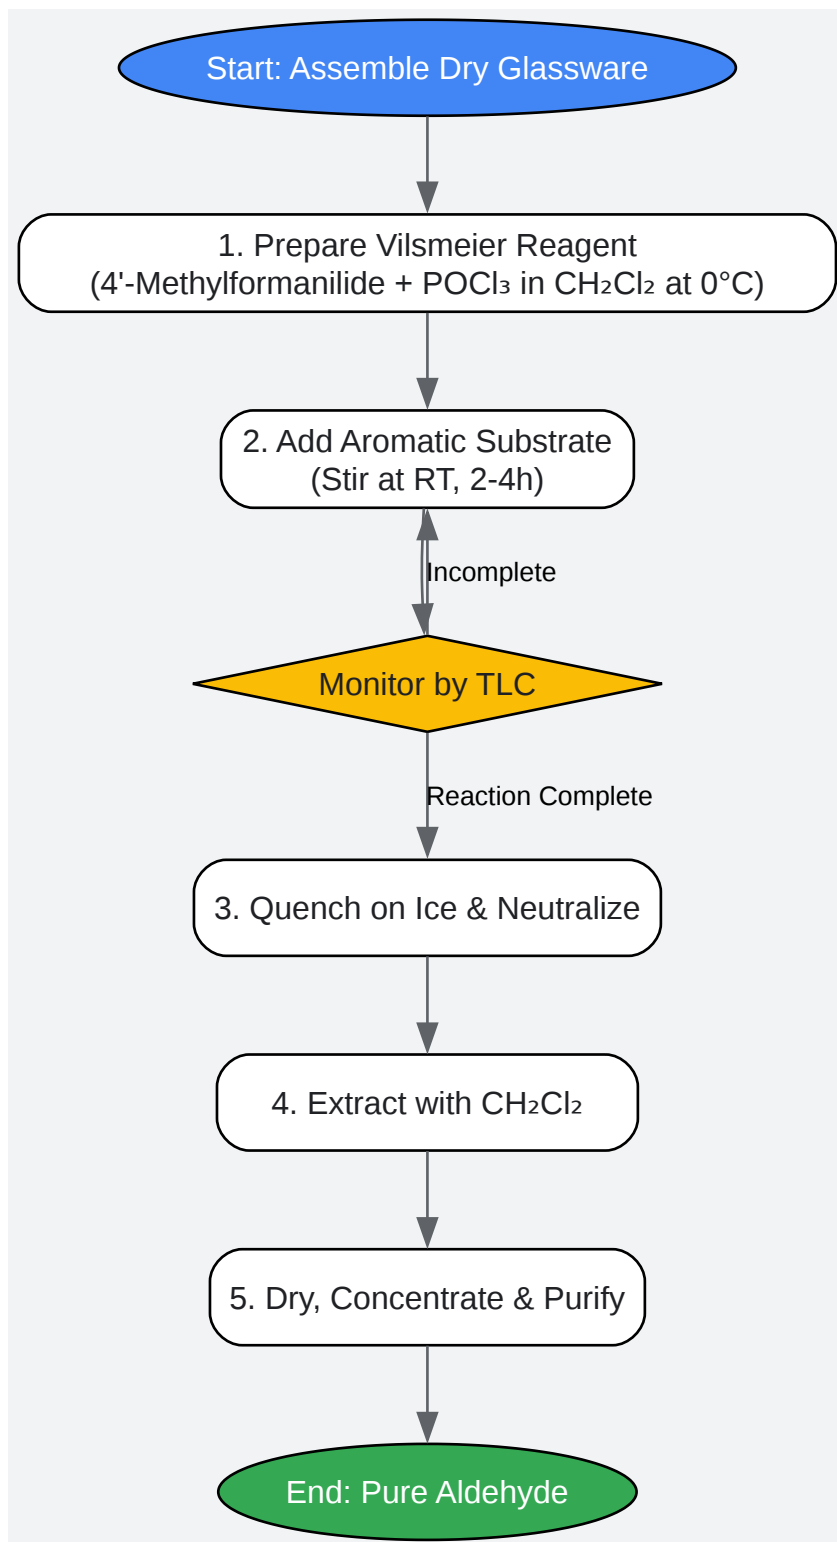 Start: Assemble Dry Glassware
1. Prepare Vilsmeier Reagent
(4'-Methylformanilide + POCl₃ in CH₂Cl₂ at 0°C)
2. Add Aromatic Substrate
(Stir at RT, 2-4h)
Incomplete
Monitor by TLC
Reaction Complete
3. Quench on Ice & Neutralize
4. Extract with CH₂Cl₂
5. Dry, Concentrate & Purify
End: Pure Aldehyde